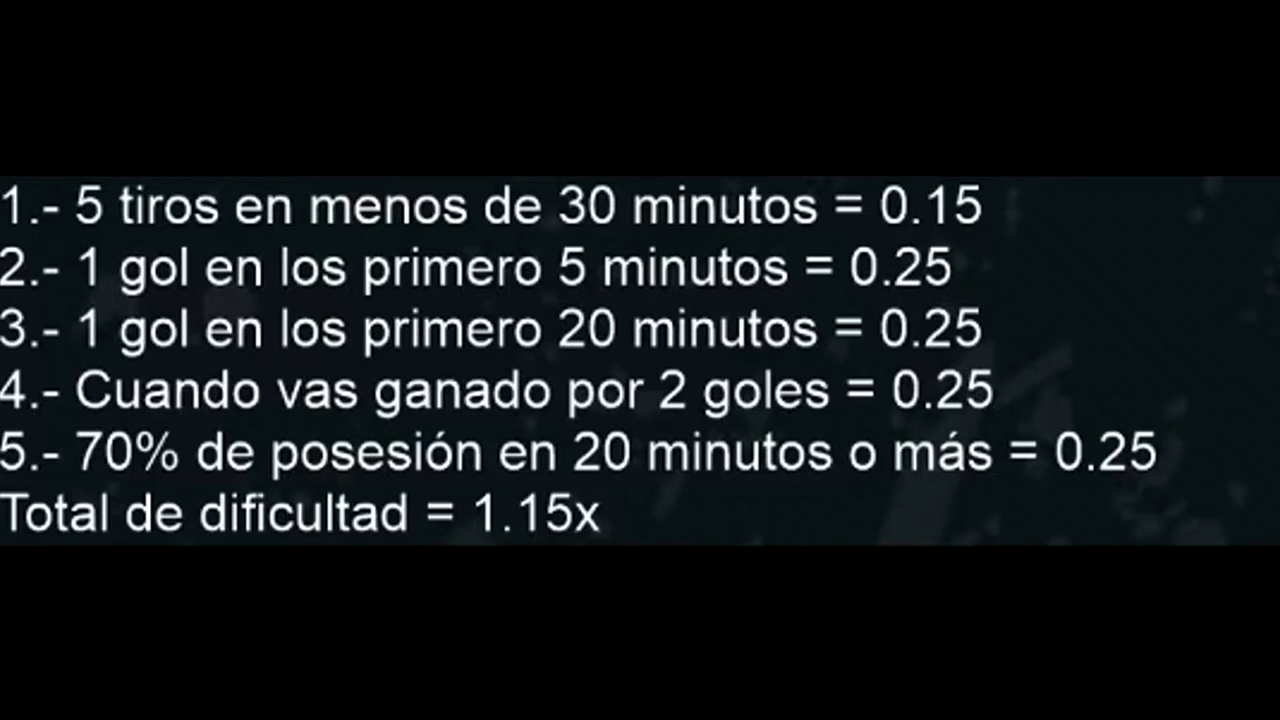 1.- 5 tiros en menos de 30 minutos = 0.15
2.- 1 gol en los primero 5 minutos = 0.25
3.- 1 gol en los primero 20 minutos = 0.25
4.- Cuando vas ganado por 2 goles = 0.25
5.- 70% de posesión en 20 minutos o más = 0.25
Total de dificultad = 1.15x